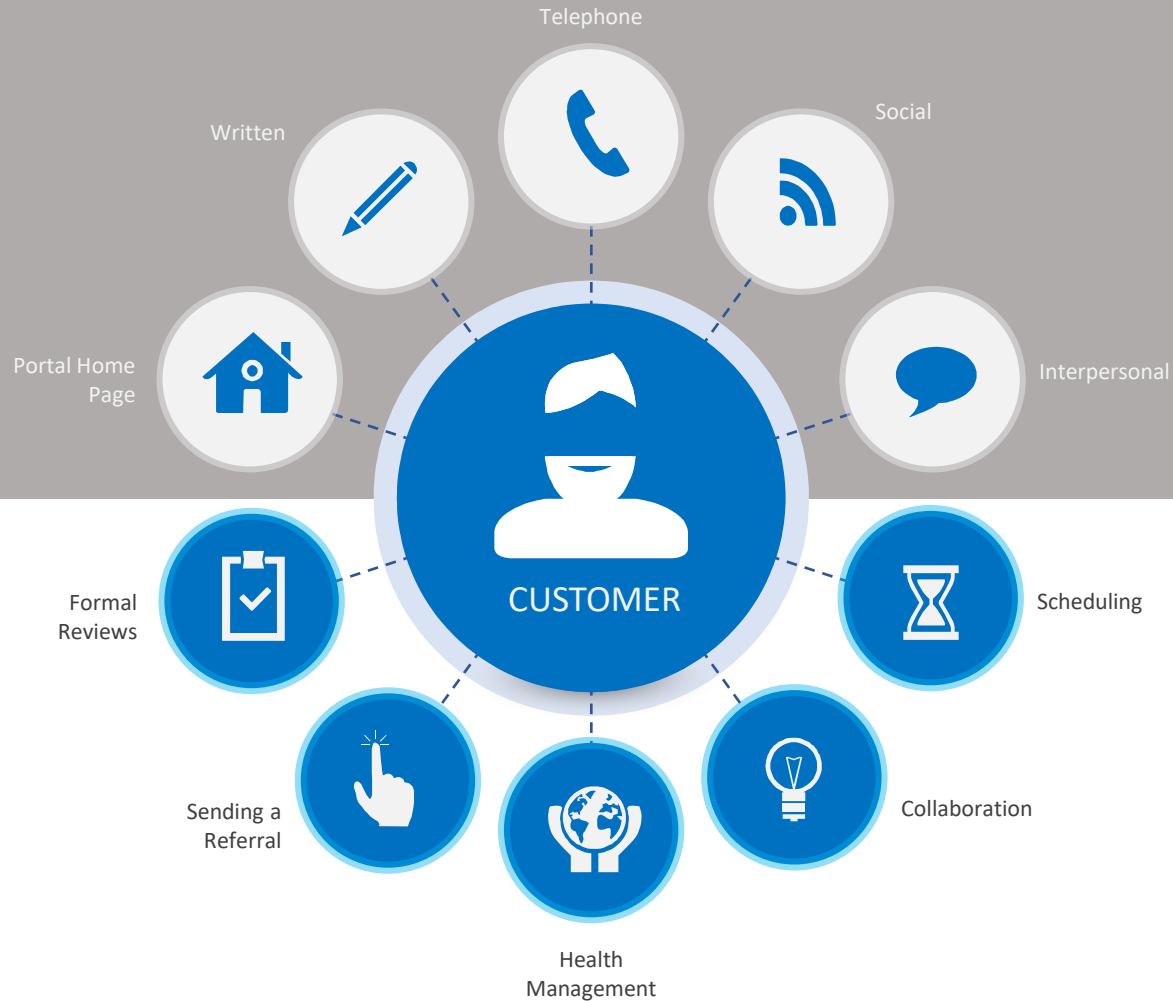 Telephone
Written
Social
Portal Home
Page
Interpersonal
CUSTOMER
Formal
Reviews
Scheduling
Sending a
Referral
Collaboration
Health
Management